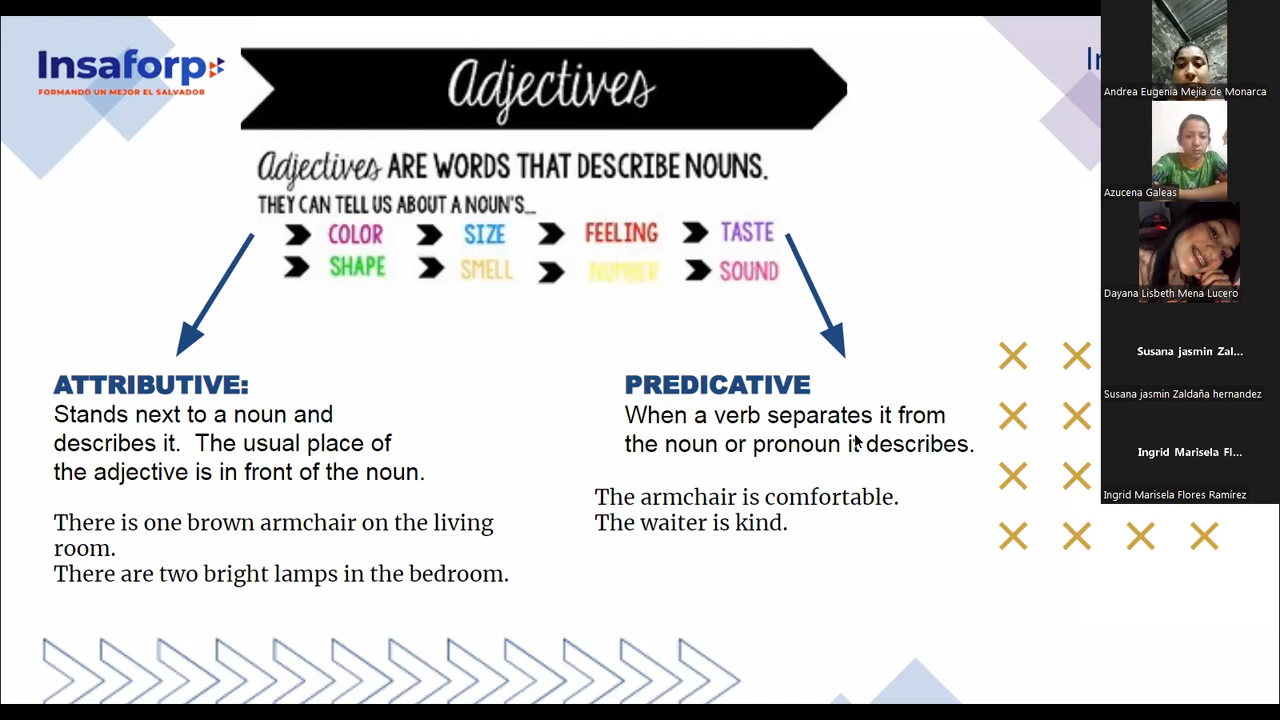 Insaforp
FORMANDO UN MEJOR EL SALVADOR
Adjectives
Adjectives ARE WORDS THAT DESCRIBE NOUNS.
THEY CAN TELL US ABOUT A NOUN'S...
COLOR SIZE FEELING TASTE
SHAPE SMELL NUMBER SOUND
ATTRIBUTIVE:
Stands next to a noun and
describes it. The usual place of
the adjective is in front of the noun.
There is one brown armchair on the living
room.
There are two bright lamps in the bedroom.
PREDICATIVE
When a verb separates it from
the noun or pronoun it describes.
The armchair is comfortable.
The waiter is kind.
Andrea Eugenia Mejia de Monarca
Azucena Galeas
Dayana Lisbeth Mena Lucero
Susana jasmin Zal...
Susana jasmin Zaldaña hernandez
Ingrid Marisela Fl...
Ingrid Marisela Flores Ramírez